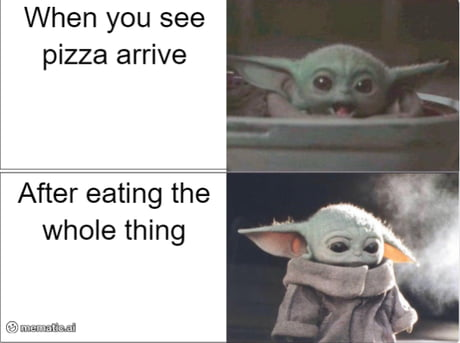 When you see
pizza arrive
After eating the
whole thing
mematic.ai